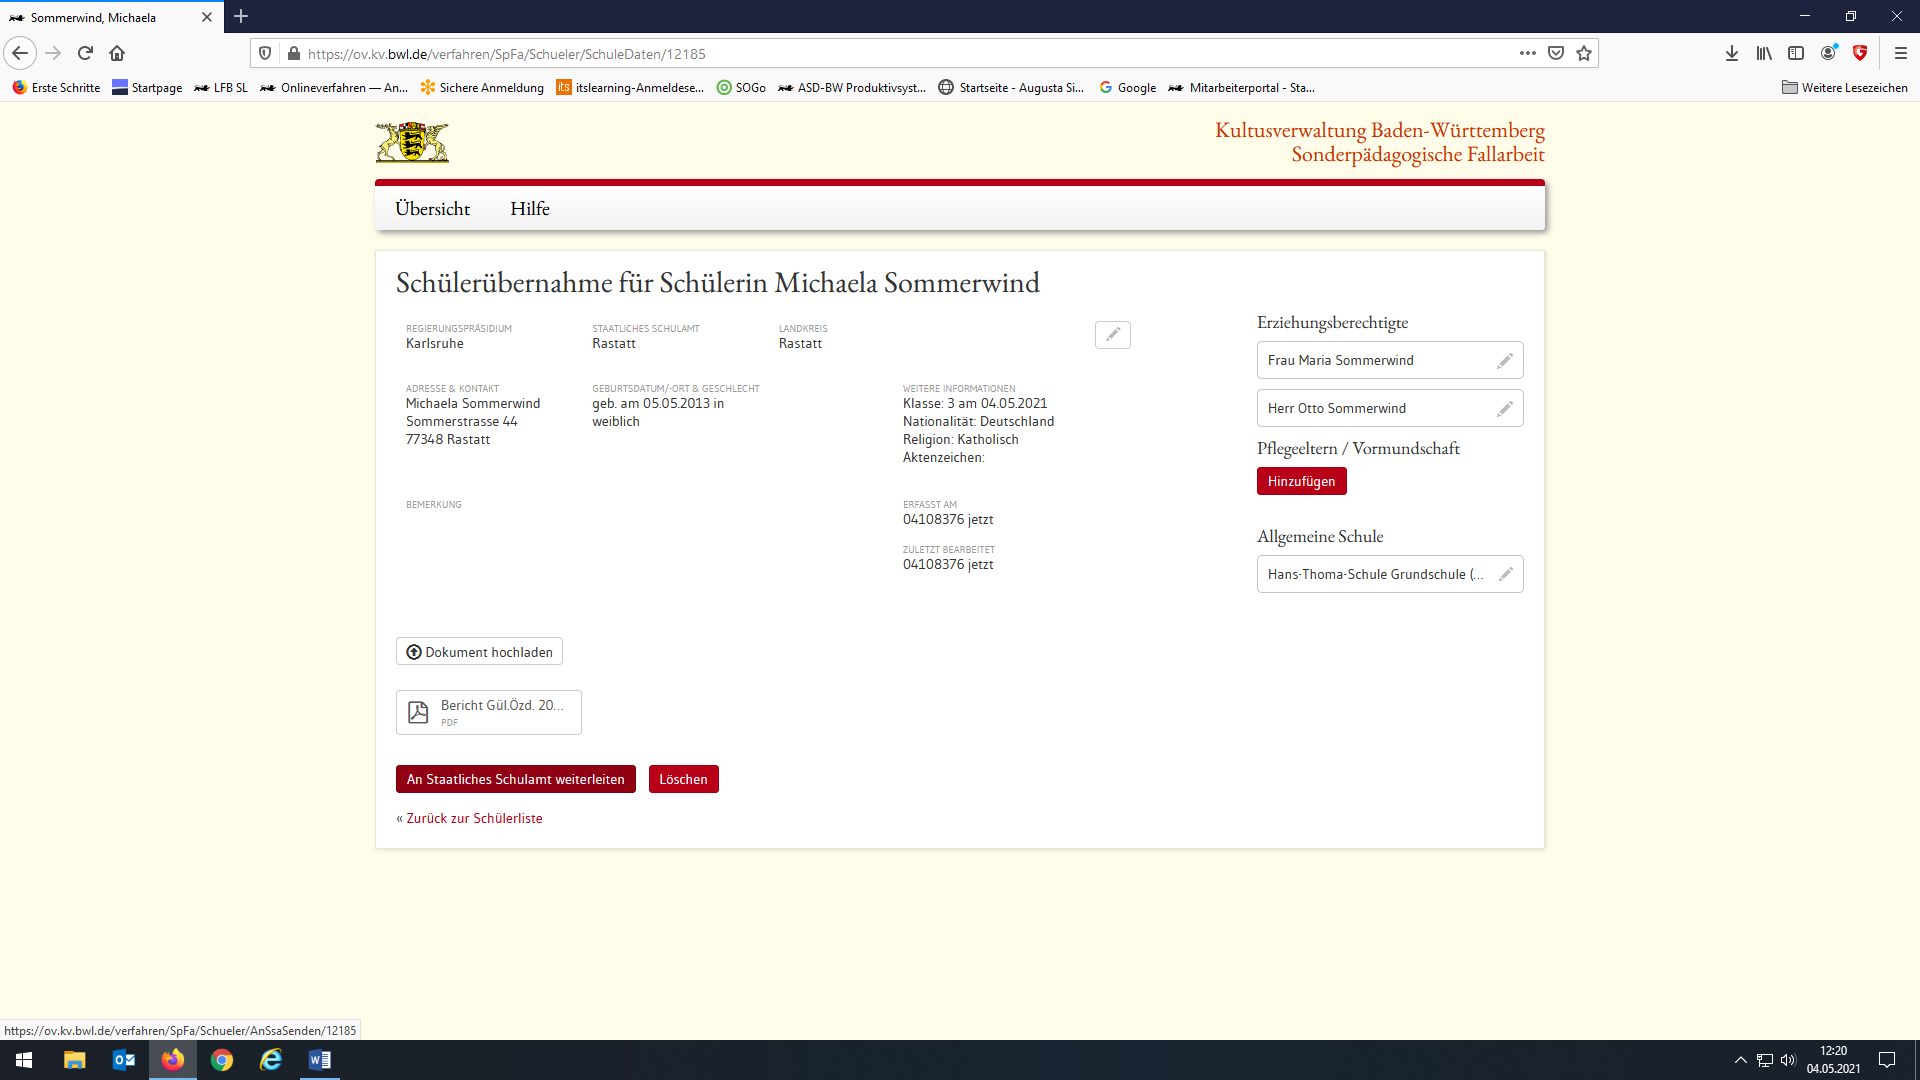 Sommerwind, Michaela
https://ov.kv.bwl.de/verfahren/SpFa/Schueler/SchuleDaten/12185
Erste Schritte
Startpage
LFB SL
Onlineverfahren — An...
Sichere Anmeldung
its
itslearning-Anmeldese...
SOGo
ASD-BW Produktivsyst...
Startseite - Augusta Si...
Google
Mitarbeiterportal - Sta...
Weitere Lesezeichen
Kultusverwaltung Baden-Württemberg
Sonderpädagogische Fallarbeit
Übersicht
Hilfe
Schülerübernahme für Schülerin Michaela Sommerwind
REGIERUNGSPRÄSIDIUM
Karlsruhe
STAATLICHES SCHULAMT
Rastatt
LANDKREIS
Rastatt
ADRESSE & KONTAKT
Michaela Sommerwind
Sommerstrasse 44
77348 Rastatt
GEBURTSDATUM/-ORT & GESCHLECHT
geb. am 05.05.2013 in
weiblich
WEITERE INFORMATIONEN
Klasse: 3 am 04.05.2021
Nationalität: Deutschland
Religion: Katholisch
Aktenzeichen:
BEMERKUNG
ERFASST AM
04108376 jetzt
ZULETZT BEARBEITET
04108376 jetzt
Erziehungsberechtigte
Frau Maria Sommerwind
Herr Otto Sommerwind
Pflegeeltern / Vormundschaft
Hinzufügen
Allgemeine Schule
Hans-Thoma-Schule Grundschule (...
Dokument hochladen
Bericht Gül.Özd. 20...
PDF
An Staatliches Schulamt weiterleiten
Löschen
« Zurück zur Schülerliste
https://ov.kv.bwl.de/verfahren/SpFa/Schueler/AnSsaSenden/12185
12:20
04.05.2021